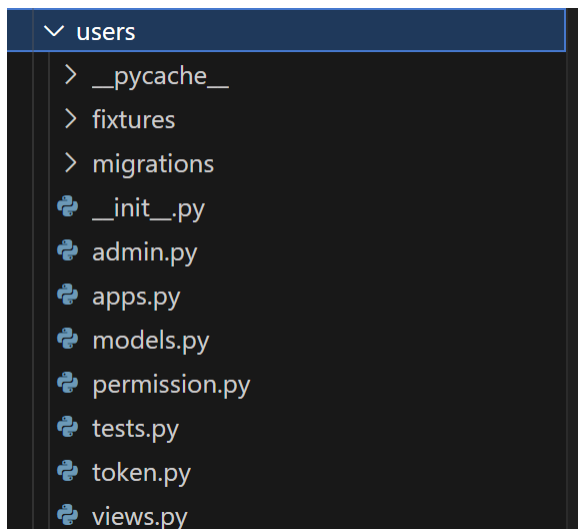 users
__pycache__
fixtures
migrations
__init__.py
admin.py
apps.py
models.py
permission.py
tests.py
token.py
views.py